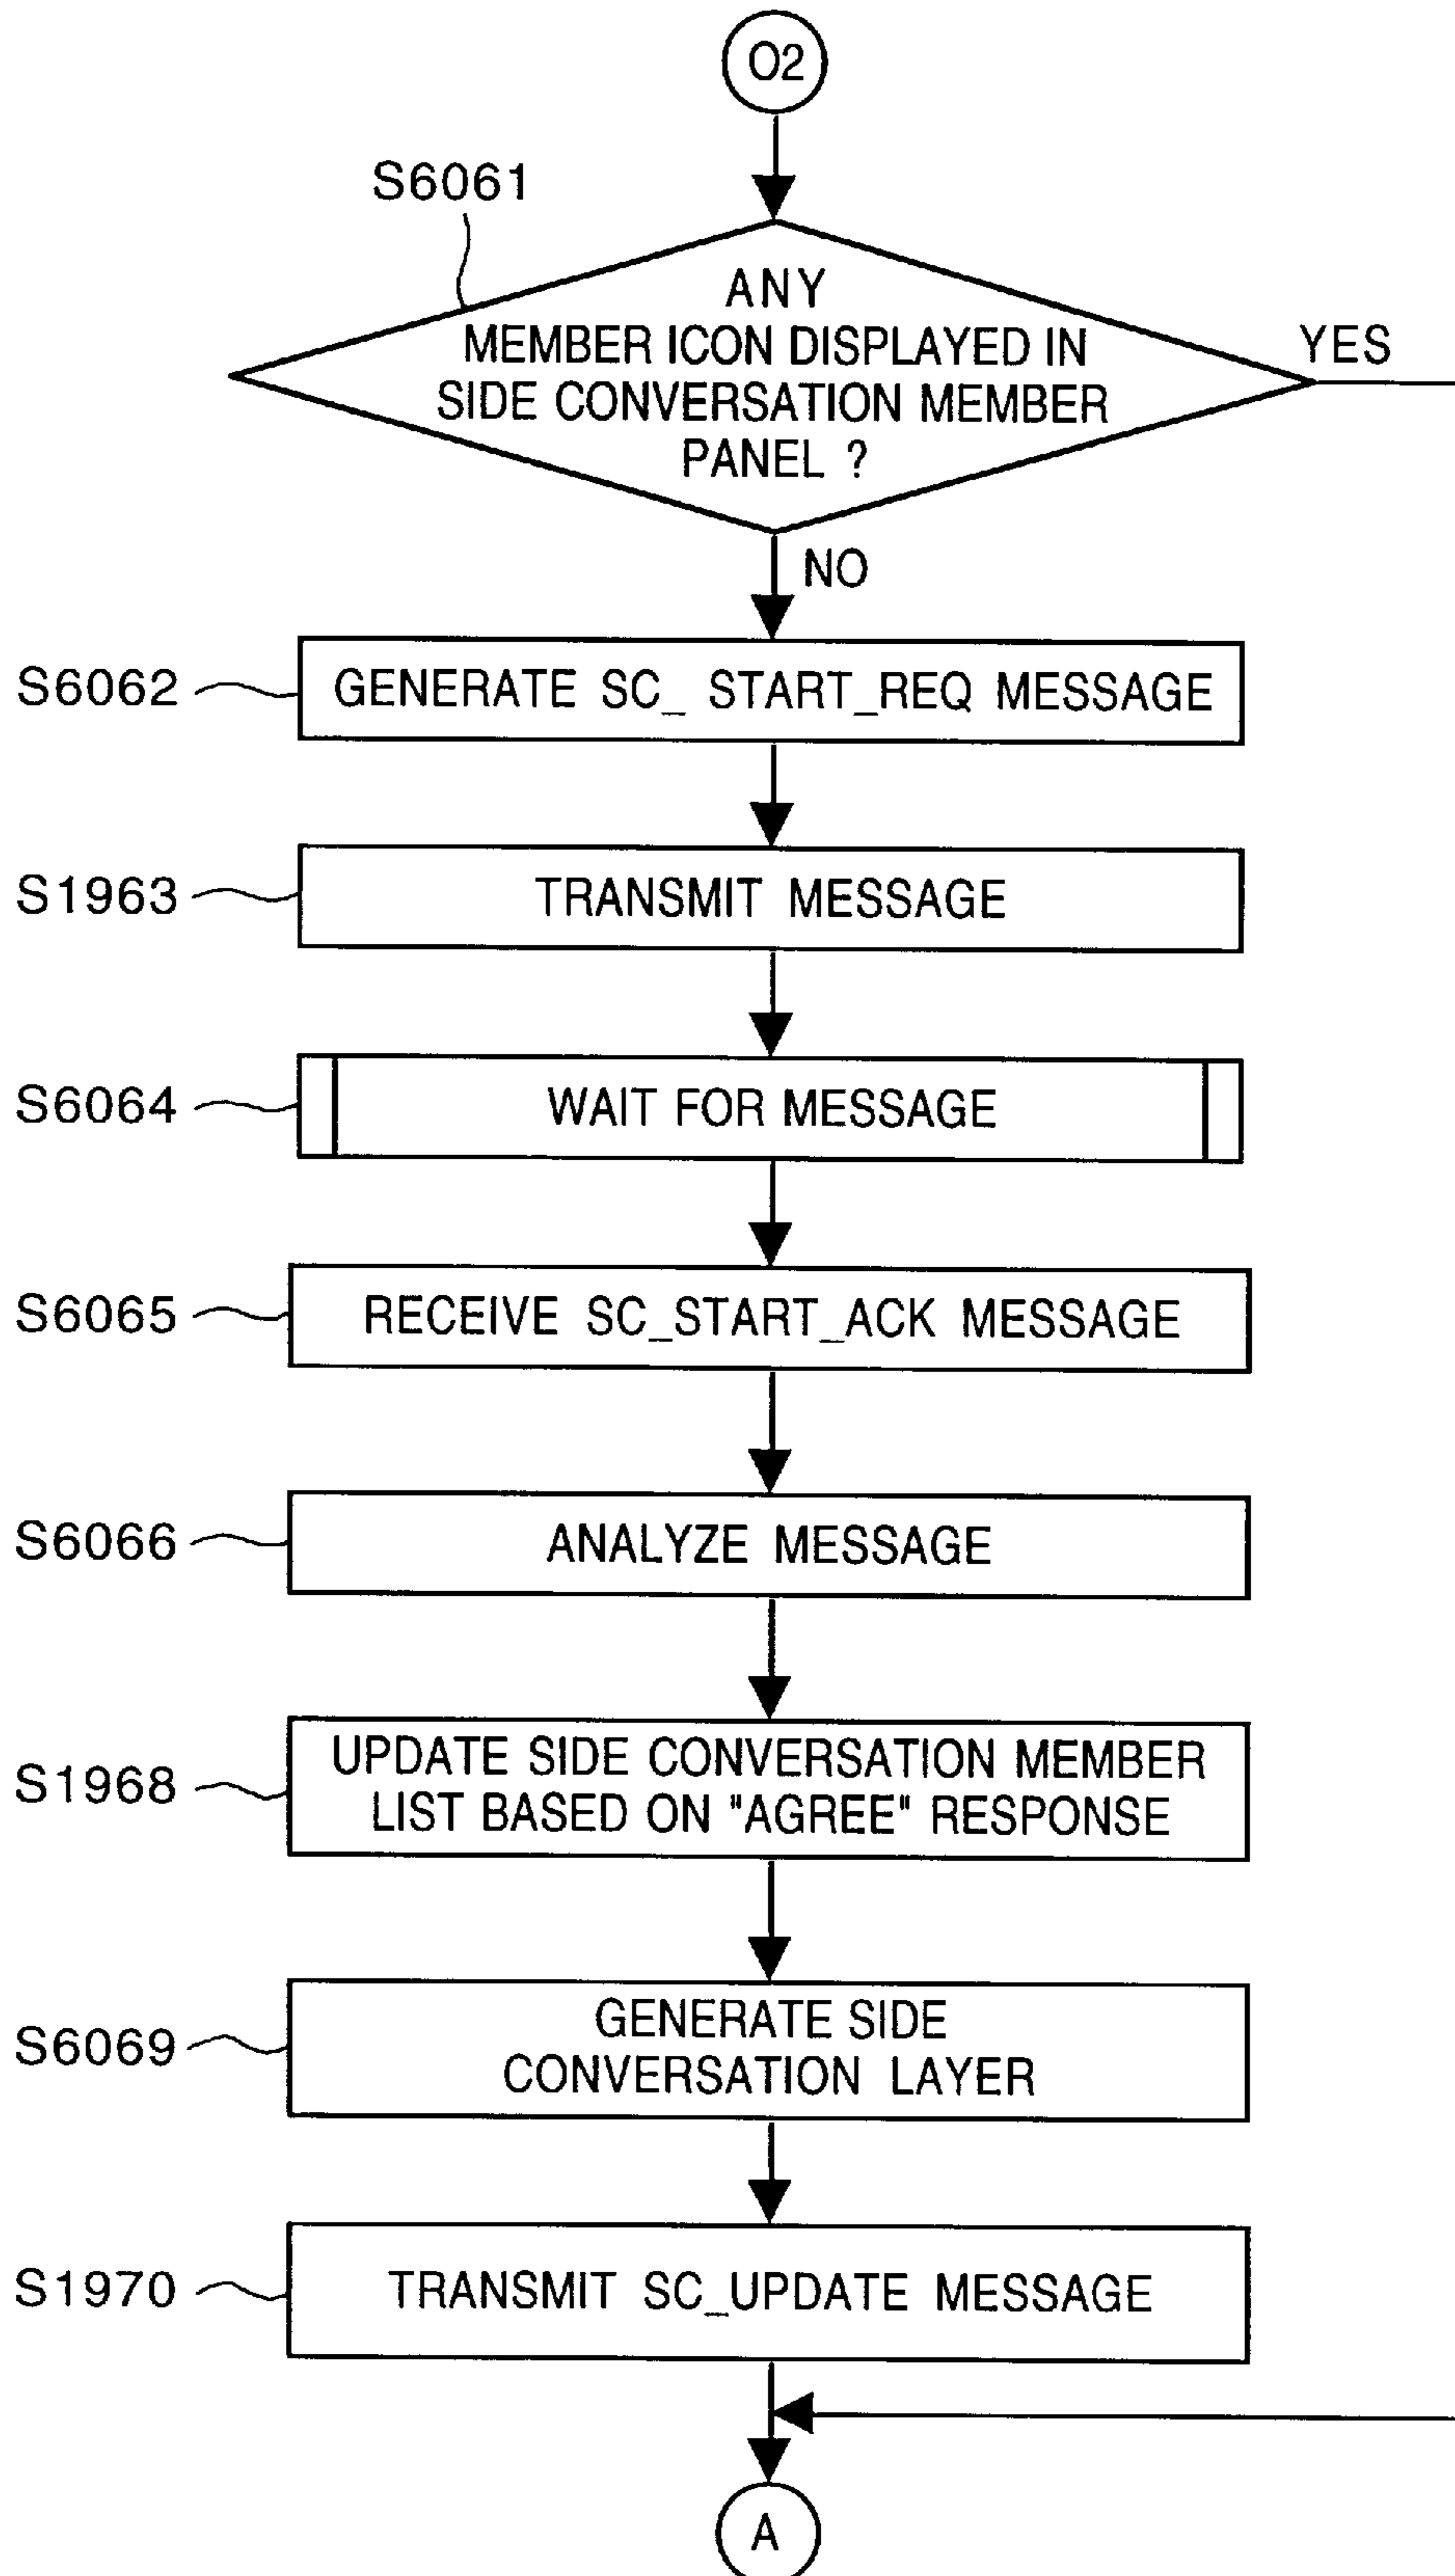 O2
S6061
ANY
MEMBER ICON DISPLAYED IN
SIDE CONVERSATION MEMBER
PANEL ?
YES
NO
S6062
GENERATE SC_ START_REQ MESSAGE
S1963
TRANSMIT MESSAGE
S6064
WAIT FOR MESSAGE
S6065
RECEIVE SC_START_ACK MESSAGE
S6066
ANALYZE MESSAGE
S1968
UPDATE SIDE CONVERSATION MEMBER
LIST BASED ON "AGREE" RESPONSE
S6069
GENERATE SIDE
CONVERSATION LAYER
S1970
TRANSMIT SC_UPDATE MESSAGE
A